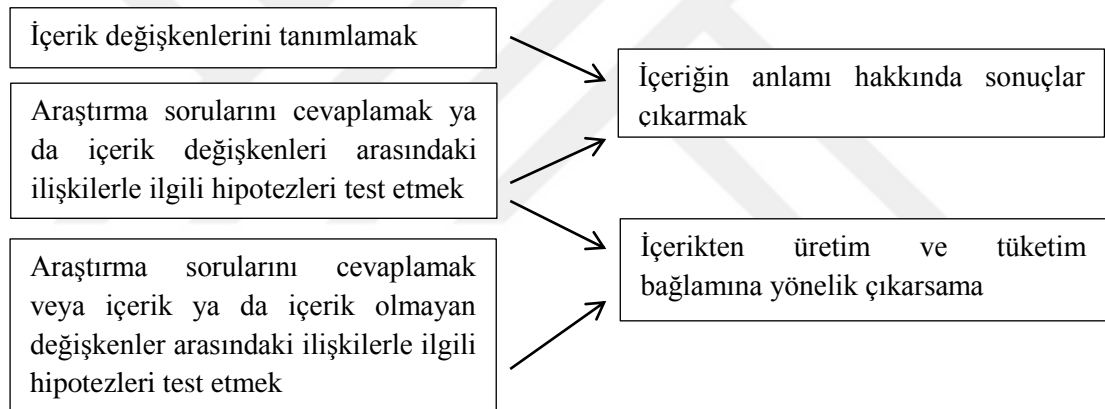 İçerik değişkenlerini tanımlamak
Araştırma sorularını cevaplamak ya
da içerik değişkenleri arasındaki
ilişkilerle ilgili hipotezleri test etmek
Araştırma sorularını cevaplamak
veya içerik ya da içerik olmayan
değişkenler arasındaki ilişkilerle ilgili
hipotezleri test etmek
İçeriğin anlamı hakkında sonuçlar
çıkarmak
İçerikten üretim ve tüketim
bağlamına yönelik çıkarsama